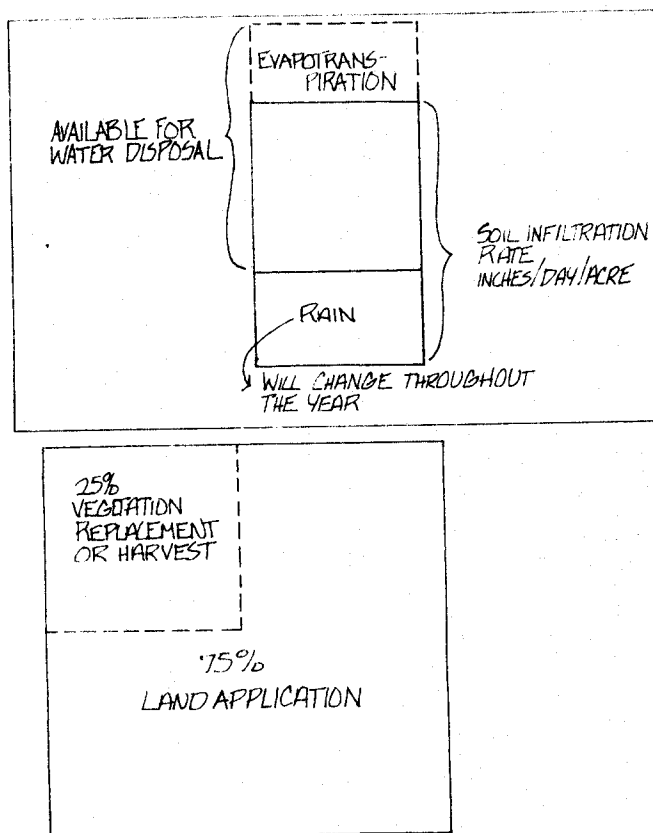 EVAPOTRANS-
PIRATION
AVAILABLE FOR
WATER DISPOSAL
SOIL INFILTRATION
RATE
INCHES/DAY/ACRE
RAIN
WILL CHANGE THROUGHOUT
THE YEAR
25%
VEGITATION
REPLACEMENT
OR HARVEST
75%
LAND APPLICATION